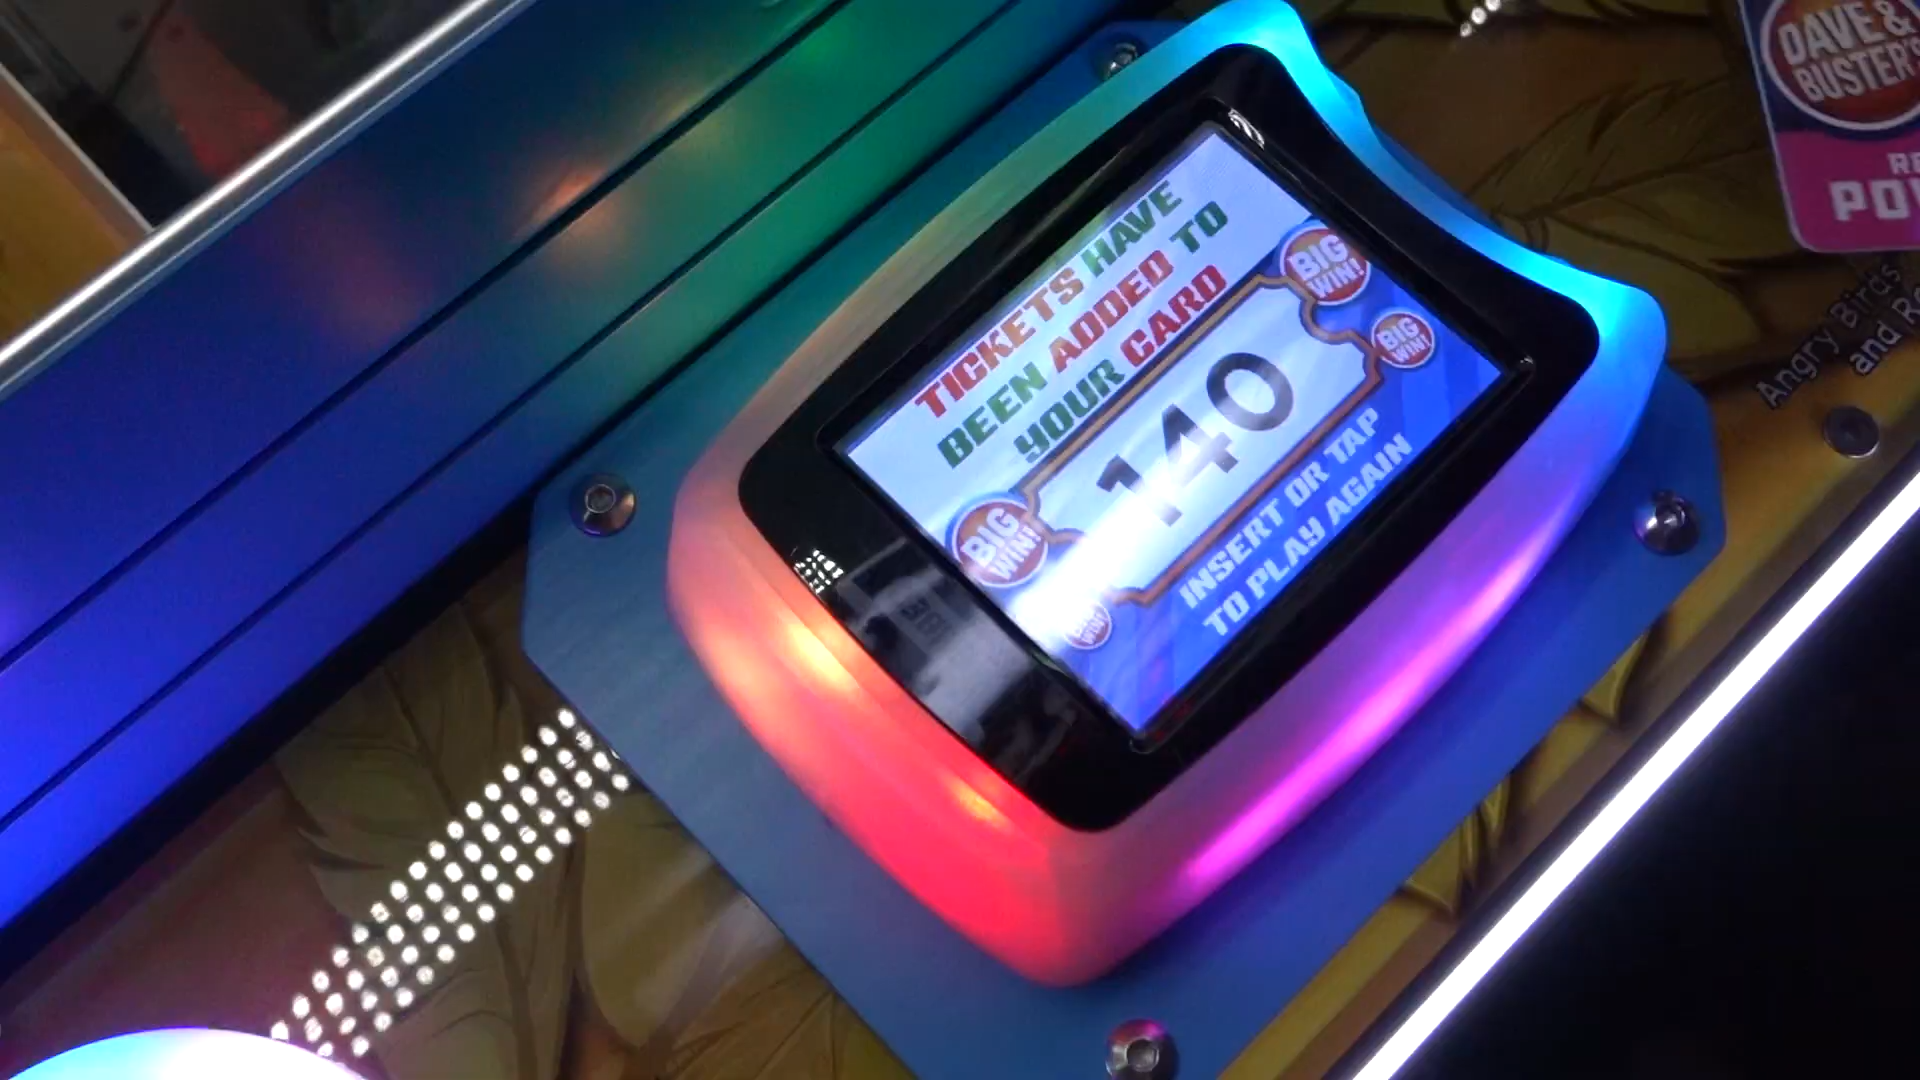 TICKETS HAVE
BEEN ADDED TO
YOUR CARD
BIG
WIN!
BIG
WIN!
140
BIG
WIN!
WIN!
INSERT OR TAP
TO PLAY AGAIN
DAVE &
BUSTER'S
Angry Birds
and